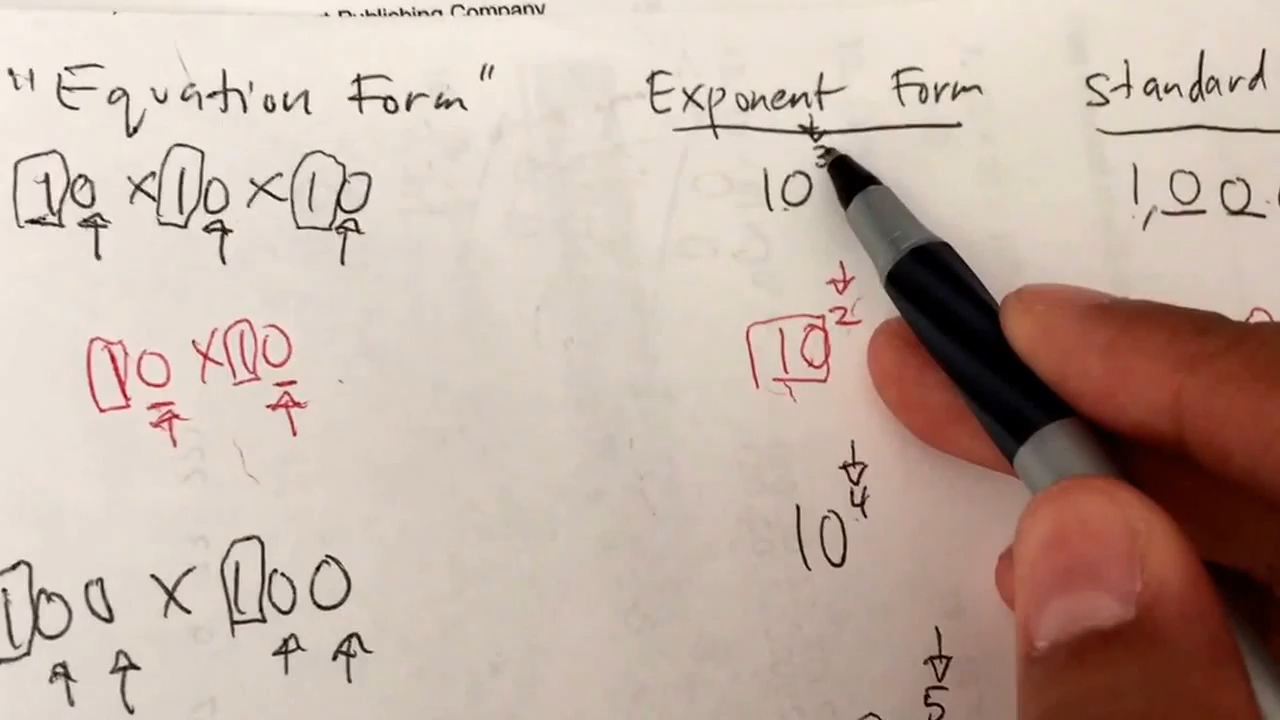 Publishing Company
"Equation Form" Exponent Form Standard
10 x 10 x 10 10³ 1,00
10 x 10 10²
100 x 100 10⁴
5